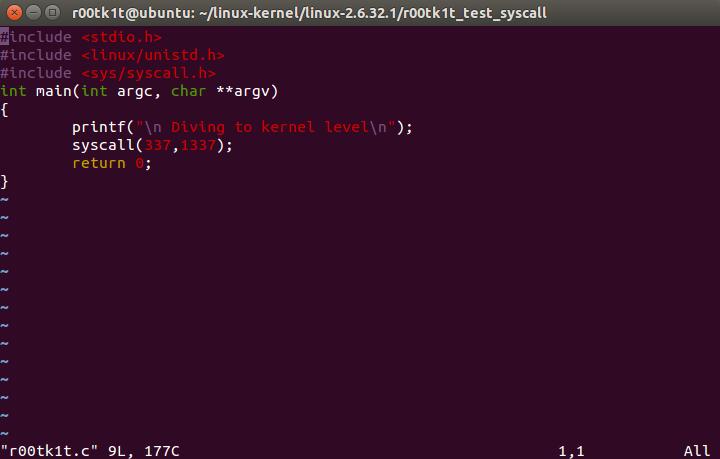 r00tk1t@ubuntu: ~/linux-kernel/linux-2.6.32.1/r00tk1t_test_syscall
#include <stdio.h>
#include <linux/unistd.h>
#include <sys/syscall.h>
int main(int argc, char **argv)
{
        printf("\n Diving to kernel level\n");
        syscall(337,1337);
        return 0;
}
~
~
~
~
~
~
~
~
~
~
~
~
~
~
"r00tk1t.c" 9L, 177C 1,1 All